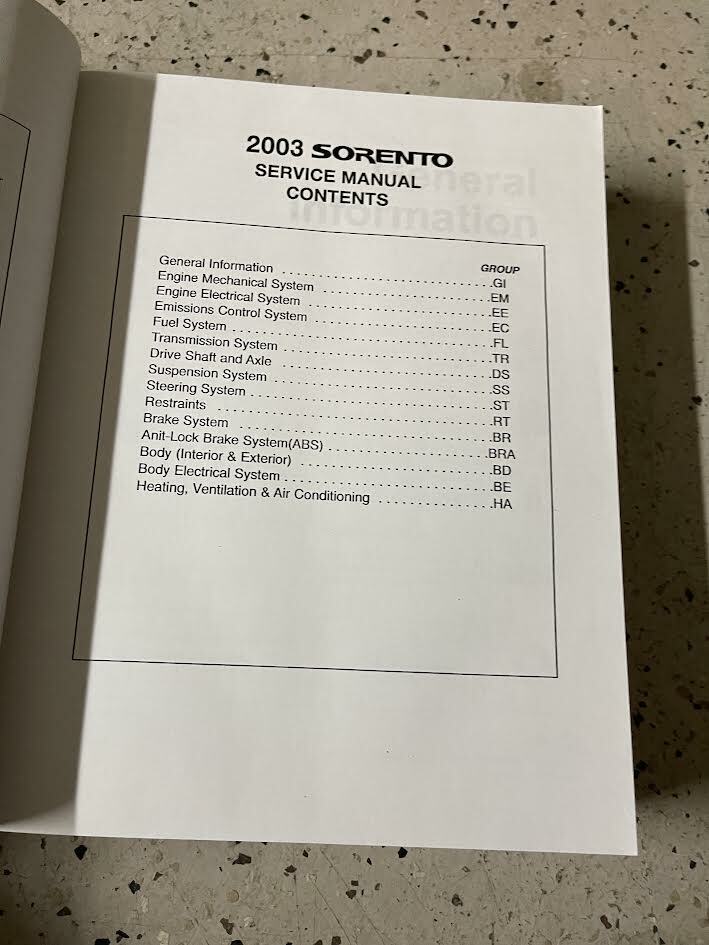 2003 SORENTO
SERVICE MANUAL
CONTENTS
General
Information
GROUP
General Information . . . . . . . . . . . . . . . . . . . . . . . . . . .GI
Engine Mechanical System . . . . . . . . . . . . . . . . . . . . . .EM
Engine Electrical System . . . . . . . . . . . . . . . . . . . . . . . .EE
Emissions Control System . . . . . . . . . . . . . . . . . . . . . . .EC
Fuel System . . . . . . . . . . . . . . . . . . . . . . . . . . . . . . . . .FL
Transmission System . . . . . . . . . . . . . . . . . . . . . . . . . . .TR
Drive Shaft and Axle . . . . . . . . . . . . . . . . . . . . . . . . . . .DS
Suspension System . . . . . . . . . . . . . . . . . . . . . . . . . . . .SS
Steering System . . . . . . . . . . . . . . . . . . . . . . . . . . . . . .ST
Restraints . . . . . . . . . . . . . . . . . . . . . . . . . . . . . . . . . . .RT
Brake System . . . . . . . . . . . . . . . . . . . . . . . . . . . . . . . .BR
Anit-Lock Brake System(ABS) . . . . . . . . . . . . . . . . . . . .BRA
Body (Interior & Exterior) . . . . . . . . . . . . . . . . . . . . . . . .BD
Body Electrical System . . . . . . . . . . . . . . . . . . . . . . . . . .BE
Heating, Ventilation & Air Conditioning . . . . . . . . . . . . . .HA